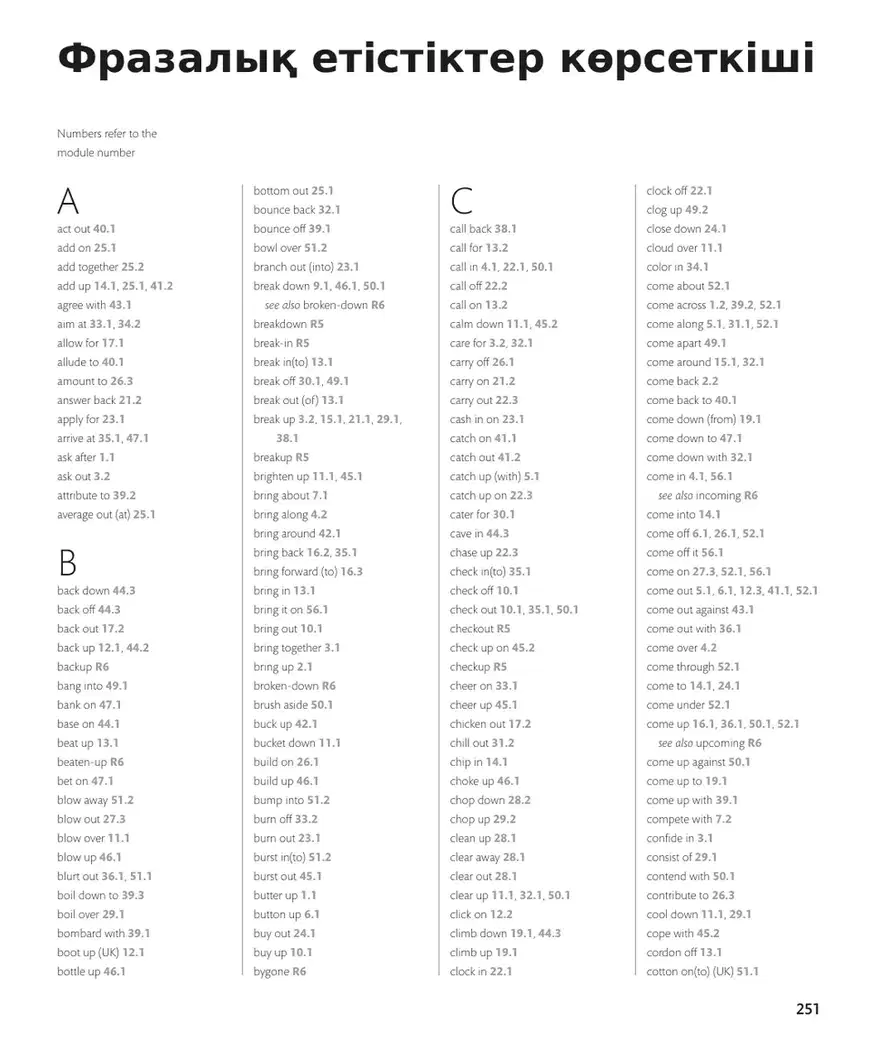 Фразалық етістіктер көрсеткіші
Numbers refer to the
module number
A
act out 40.1
add on 25.1
add together 25.2
add up 14.1, 25.1, 41.2
agree with 43.1
aim at 33.1, 34.2
allow for 17.1
allude to 40.1
amount to 26.3
answer back 21.2
apply for 23.1
arrive at 35.1, 47.1
ask after 1.1
ask out 3.2
attribute to 39.2
average out (at) 25.1
B
back down 44.3
back off 44.3
back out 17.2
back up 12.1, 44.2
backup R6
bang into 49.1
bank on 47.1
base on 44.1
beat up 13.1
beaten-up R6
bet on 47.1
blow away 51.2
blow out 27.3
blow over 11.1
blow up 46.1
blurt out 36.1, 51.1
boil down to 39.3
boil over 29.1
bombard with 39.1
boot up (UK) 12.1
bottle up 46.1
bottom out 25.1
bounce back 32.1
bounce off 39.1
bowl over 51.2
branch out (into) 23.1
break down 9.1, 46.1, 50.1
see also broken-down R6
breakdown R5
break-in R5
break in(to) 13.1
break off 30.1, 49.1
break out (of) 13.1
break up 3.2, 15.1, 21.1, 29.1,
38.1
breakup R5
brighten up 11.1, 45.1
bring about 7.1
bring along 4.2
bring around 42.1
bring back 16.2, 35.1
bring forward (to) 16.3
bring in 13.1
bring it on 56.1
bring out 10.1
bring together 3.1
bring up 2.1
broken-down R6
brush aside 50.1
buck up 42.1
bucket down 11.1
build on 26.1
build up 46.1
bump into 51.2
burn off 33.2
burn out 23.1
burst in(to) 51.2
burst out 45.1
butter up 1.1
button up 6.1
buy out 24.1
buy up 10.1
bygone R6
C
call back 38.1
call for 13.2
call in 4.1, 22.1, 50.1
call off 22.2
call on 13.2
calm down 11.1, 45.2
care for 3.2, 32.1
carry off 26.1
carry on 21.2
carry out 22.3
cash in on 23.1
catch on 41.1
catch out 41.2
catch up (with) 5.1
catch up on 22.3
cater for 30.1
cave in 44.3
chase up 22.3
check in(to) 35.1
check off 10.1
check out 10.1, 35.1, 50.1
checkout R5
check up on 45.2
checkup R5
cheer on 33.1
cheer up 45.1
chicken out 17.2
chill out 31.2
chip in 14.1
choke up 46.1
chop down 28.2
chop up 29.2
clean up 28.1
clear away 28.1
clear out 28.1
clear up 11.1, 32.1, 50.1
click on 12.2
climb down 19.1, 44.3
climb up 19.1
clock in 22.1
clock off 22.1
clog up 49.2
close down 24.1
cloud over 11.1
color in 34.1
come about 52.1
come across 1.2, 39.2, 52.1
come along 5.1, 31.1, 52.1
come apart 49.1
come around 15.1, 32.1
come back 2.2
come back to 40.1
come down (from) 19.1
come down to 47.1
come down with 32.1
come in 4.1, 56.1
see also incoming R6
come into 14.1
come off 6.1, 26.1, 52.1
come off it 56.1
come on 27.3, 52.1, 56.1
come out 5.1, 6.1, 12.3, 41.1, 52.1
come out against 43.1
come out with 36.1
come over 4.2
come through 52.1
come to 14.1, 24.1
come under 52.1
come up 16.1, 36.1, 50.1, 52.1
see also upcoming R6
come up against 50.1
come up to 19.1
come up with 39.1
compete with 7.2
confide in 3.1
consist of 29.1
contend with 50.1
contribute to 26.3
cool down 11.1, 29.1
cope with 45.2
cordon off 13.1
cotton on(to) (UK) 51.1
251